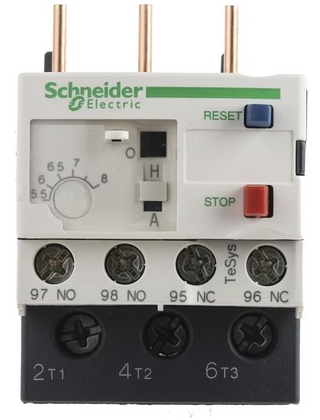 Schneider
Electric
RESET
O
H
A
5.5 6 6.5 7 8
STOP
TeSys
97 NO 98 NO 95 NC 96 NC
2T1 4T2 6T3